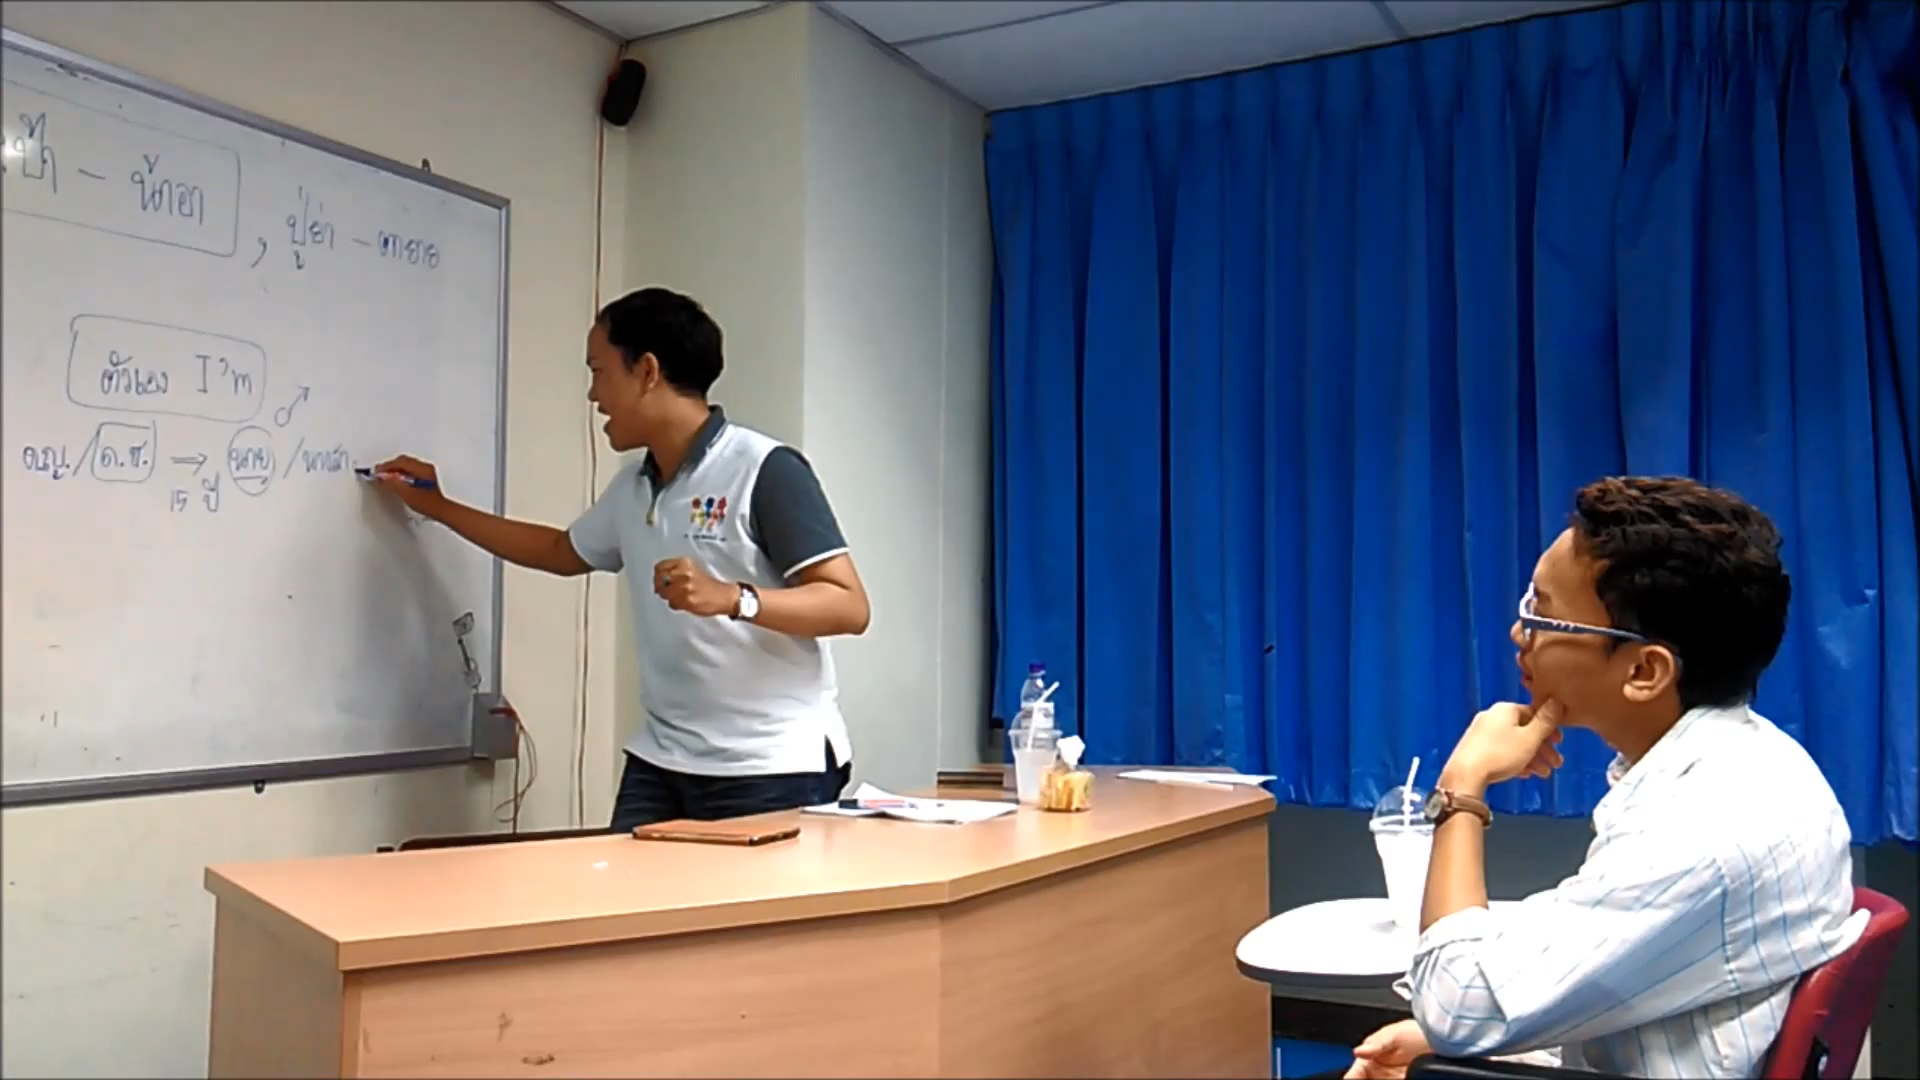 ป้า - น้าอา , ปู่ย่า - ตายาย
ตัวเอง I'm
ด.ญ. / ด.ช. → นาย / นางสา
15 ปี